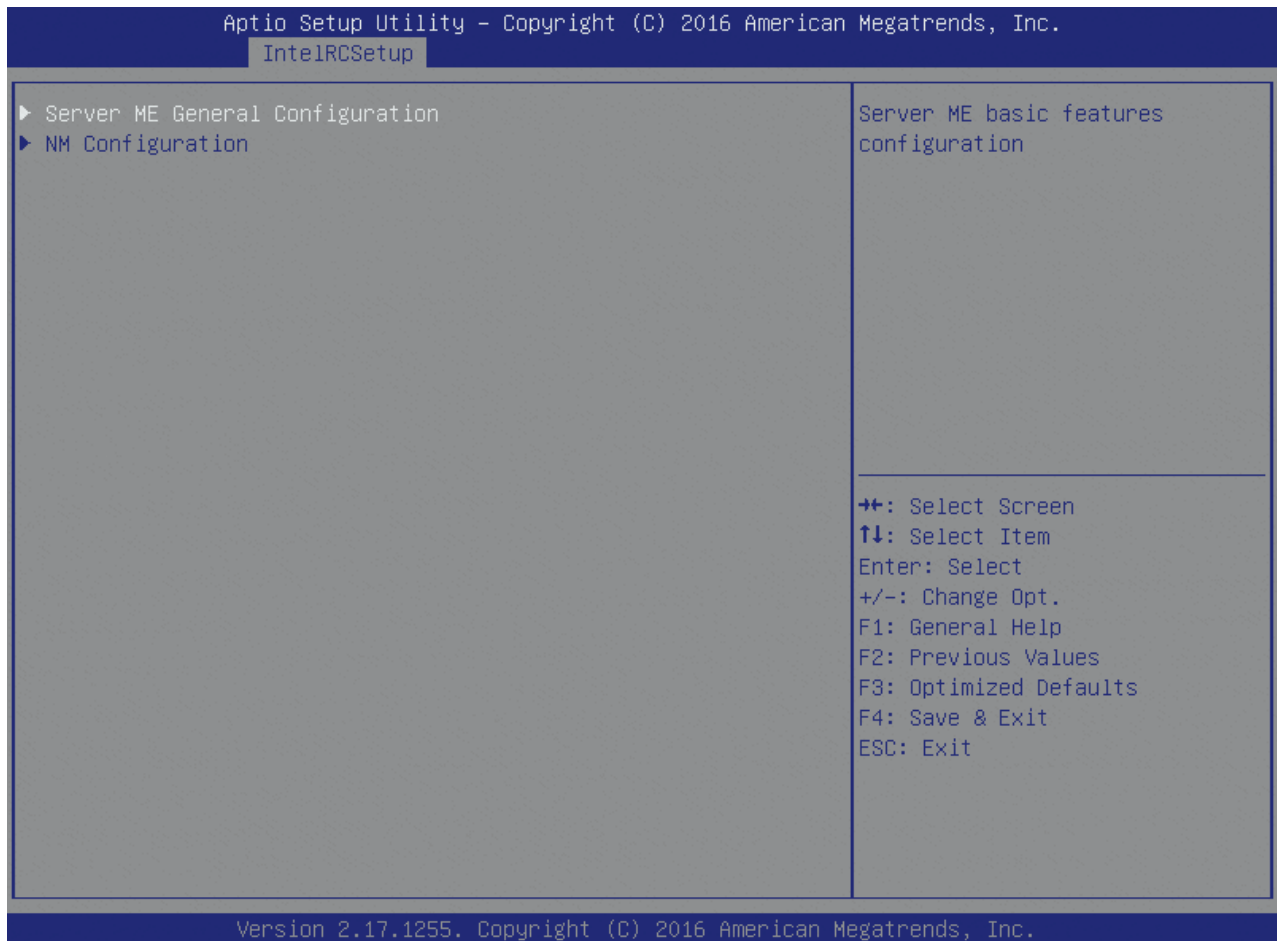 Aptio Setup Utility – Copyright (C) 2016 American Megatrends, Inc.
IntelRCSetup
▶ Server ME General Configuration
▶ NM Configuration
Server ME basic features
configuration
→←: Select Screen
↑↓: Select Item
Enter: Select
+/-: Change Opt.
F1: General Help
F2: Previous Values
F3: Optimized Defaults
F4: Save & Exit
ESC: Exit
Version 2.17.1255. Copyright (C) 2016 American Megatrends, Inc.